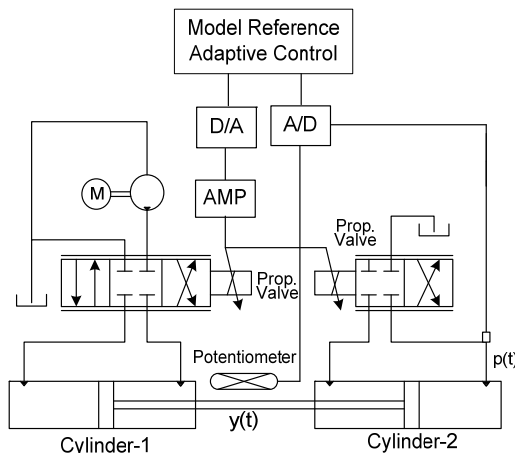 Model Reference
Adaptive Control
D/A
A/D
M
AMP
Prop.
Valve
Prop.
Valve
Potentiometer
p(t)
y(t)
Cylinder-1
Cylinder-2